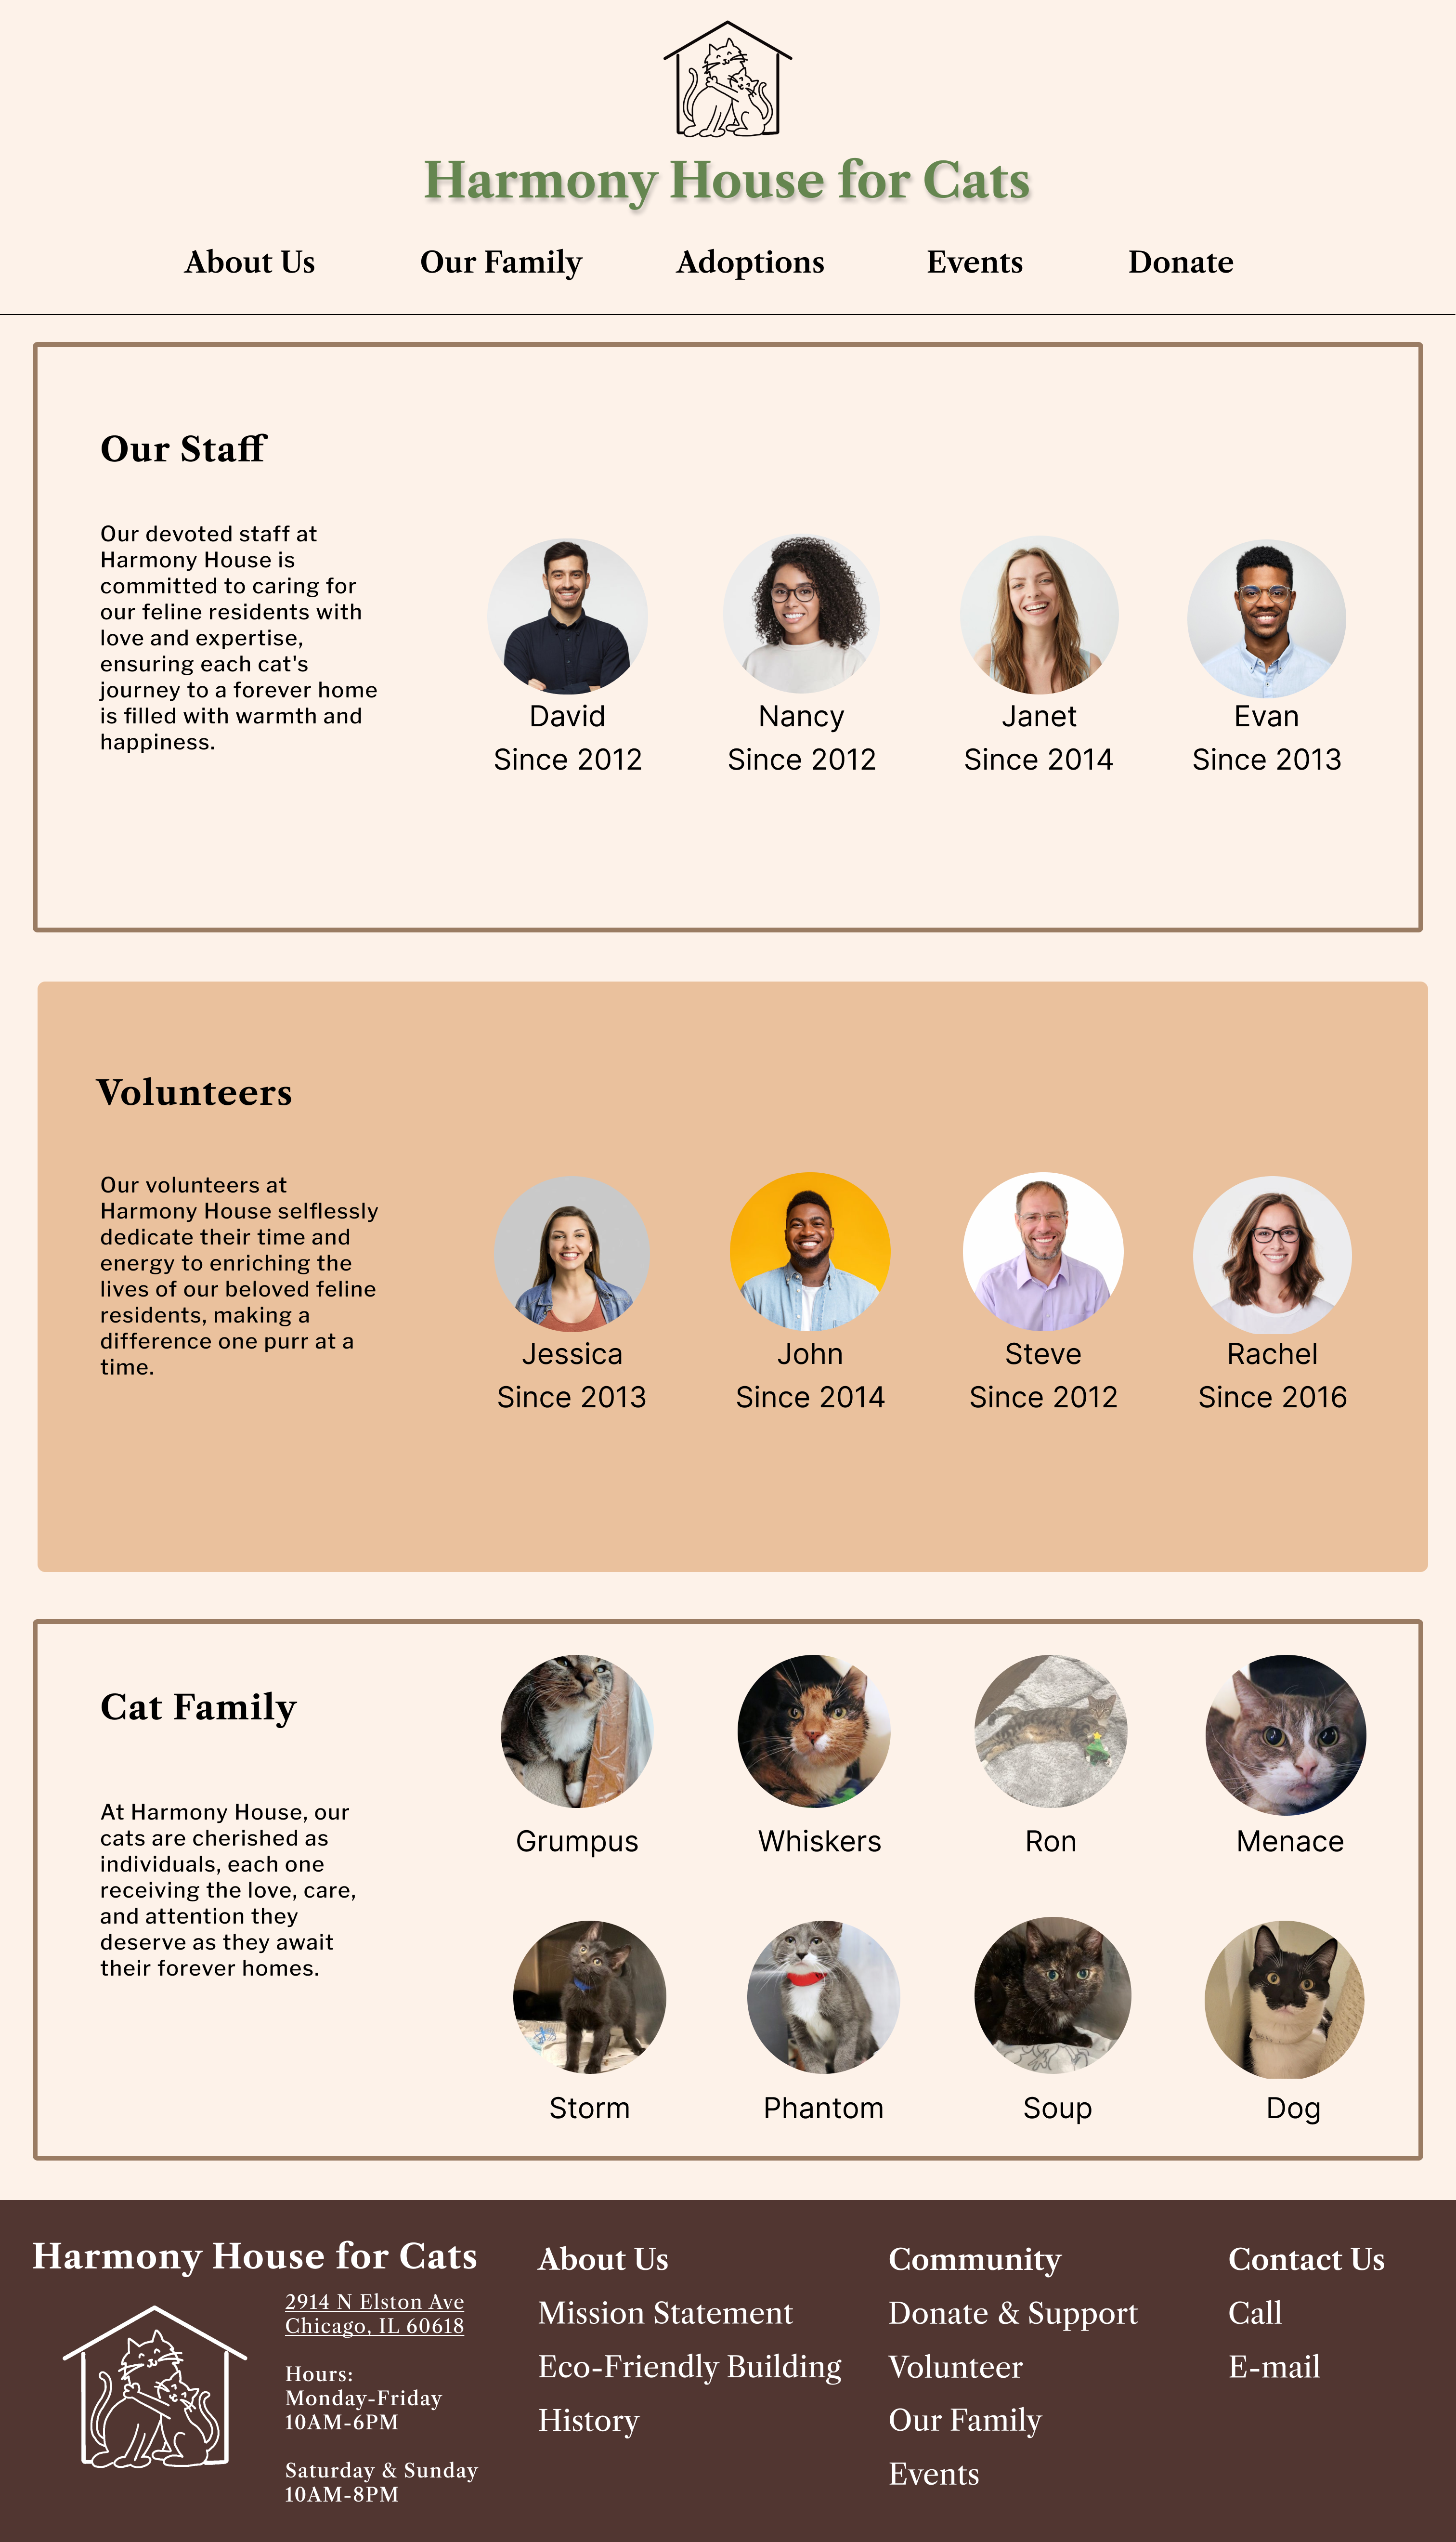 Harmony House for Cats
About Us
Our Family
Adoptions
Events
Donate
Our Staff
Our devoted staff at
Harmony House is
committed to caring for
our feline residents with
love and expertise,
ensuring each cat's
journey to a forever home
is filled with warmth and
happiness.
David
Since 2012
Nancy
Since 2012
Janet
Since 2014
Evan
Since 2013
Volunteers
Our volunteers at
Harmony House selflessly
dedicate their time and
energy to enriching the
lives of our beloved feline
residents, making a
difference one purr at a
time.
Jessica
Since 2013
John
Since 2014
Steve
Since 2012
Rachel
Since 2016
Cat Family
At Harmony House, our
cats are cherished as
individuals, each one
receiving the love, care,
and attention they
deserve as they await
their forever homes.
Grumpus
Whiskers
Ron
Menace
Storm
Phantom
Soup
Dog
Harmony House for Cats
2914 N Elston Ave
Chicago, IL 60618
Hours:
Monday-Friday
10AM-6PM
Saturday & Sunday
10AM-8PM
About Us
Mission Statement
Eco-Friendly Building
History
Community
Donate & Support
Volunteer
Our Family
Events
Contact Us
Call
E-mail